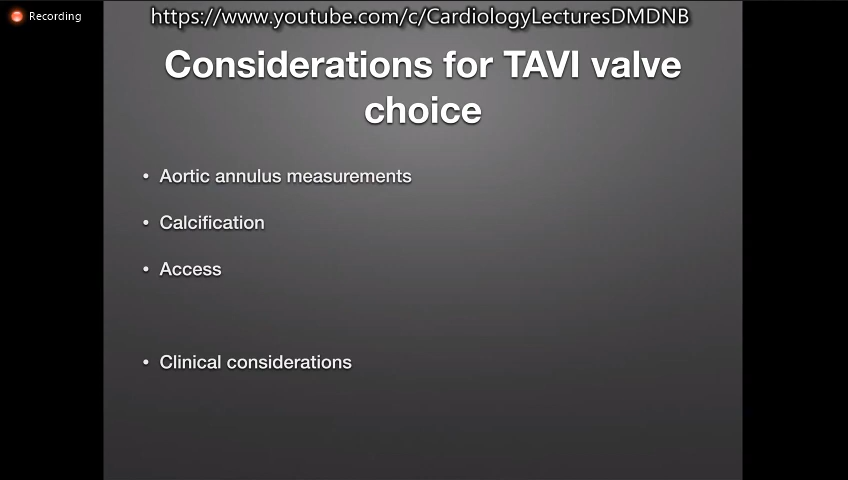 Recording
https://www.youtube.com/c/CardiologyLecturesDMDNB
Considerations for TAVI valve
choice
• Aortic annulus measurements
• Calcification
• Access
• Clinical considerations